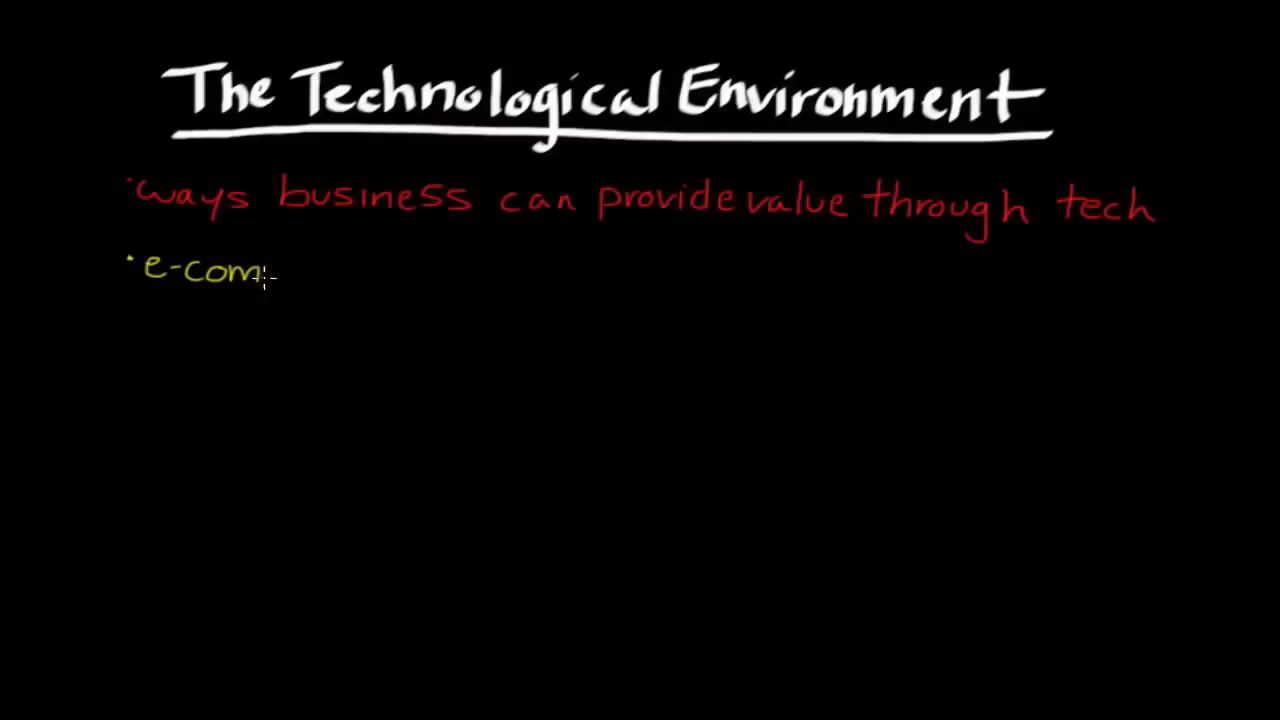 The Technological Environment
·ways business can provide value through tech
·e-com